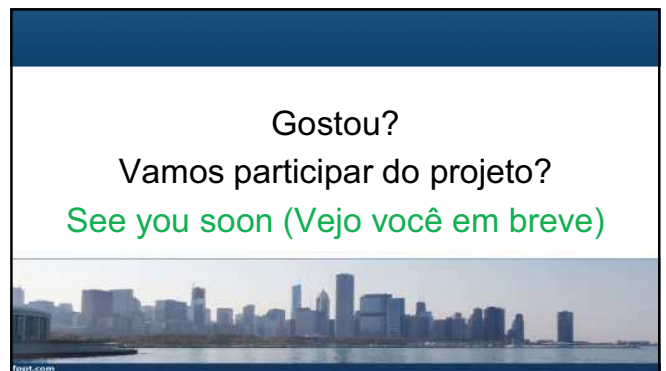 Gostou?
Vamos participar do projeto?
See you soon (Vejo você em breve)
fppt.com